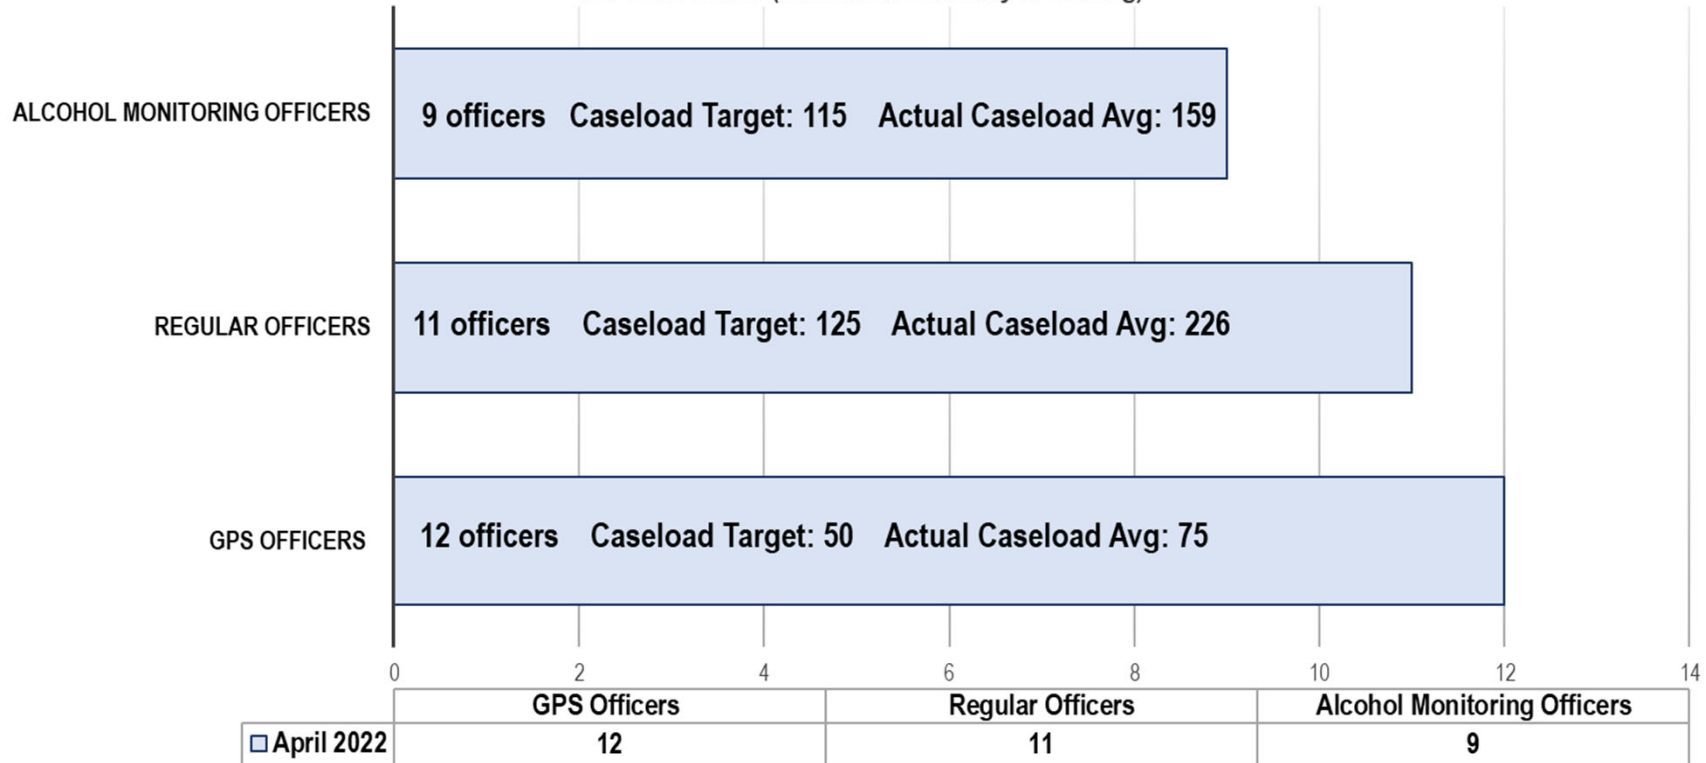 ALCOHOL MONITORING OFFICERS
9 officers Caseload Target: 115 Actual Caseload Avg: 159
REGULAR OFFICERS
11 officers Caseload Target: 125 Actual Caseload Avg: 226
GPS OFFICERS
12 officers Caseload Target: 50 Actual Caseload Avg: 75
0 2 4 6 8 10 12 14
GPS Officers Regular Officers Alcohol Monitoring Officers
April 2022 12 11 9